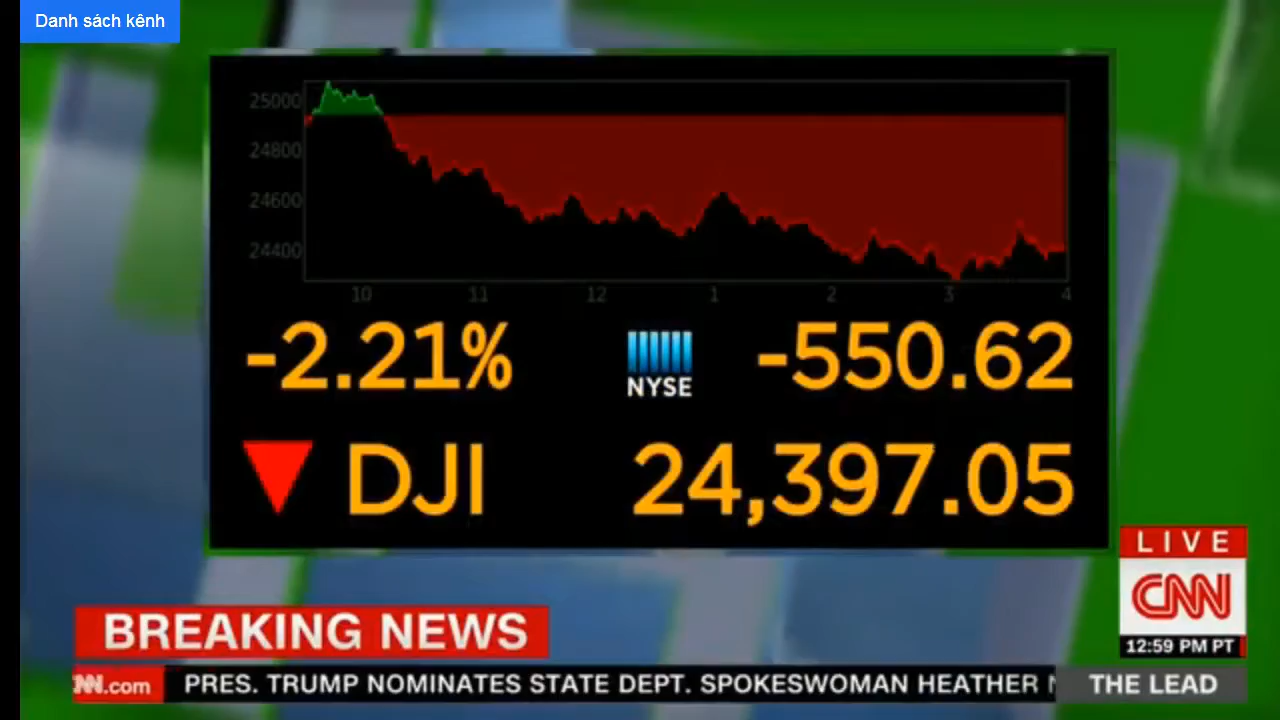 Danh sách kênh
25000
24800
24600
24400
10 11 12 1 2 3 4
-2.21% NYSE -550.62
DJI 24,397.05
LIVE
CNN
12:59 PM PT
BREAKING NEWS
CNN.com PRES. TRUMP NOMINATES STATE DEPT. SPOKESWOMAN HEATHER THE LEAD